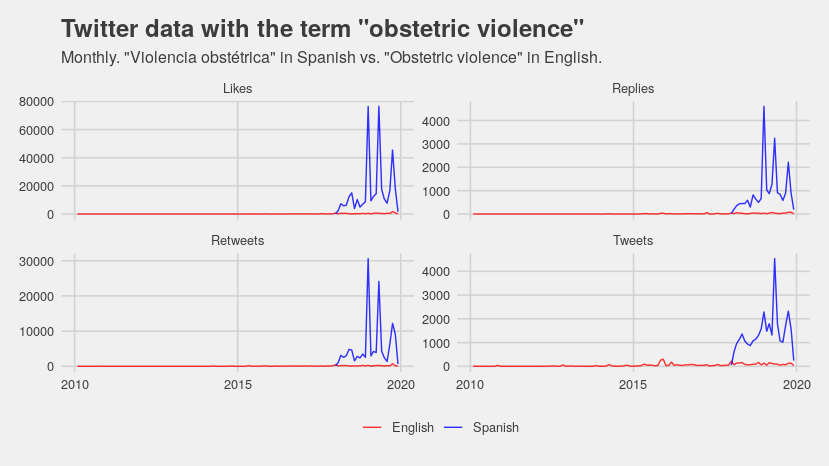 Twitter data with the term "obstetric violence"
Monthly. "Violencia obstétrica" in Spanish vs. "Obstetric violence" in English.
Likes
80000
60000
40000
20000
0
Replies
4000
3000
2000
1000
0
Retweets
30000
20000
10000
0
2010 2015 2020
Tweets
4000
3000
2000
1000
0
2010 2015 2020
English Spanish